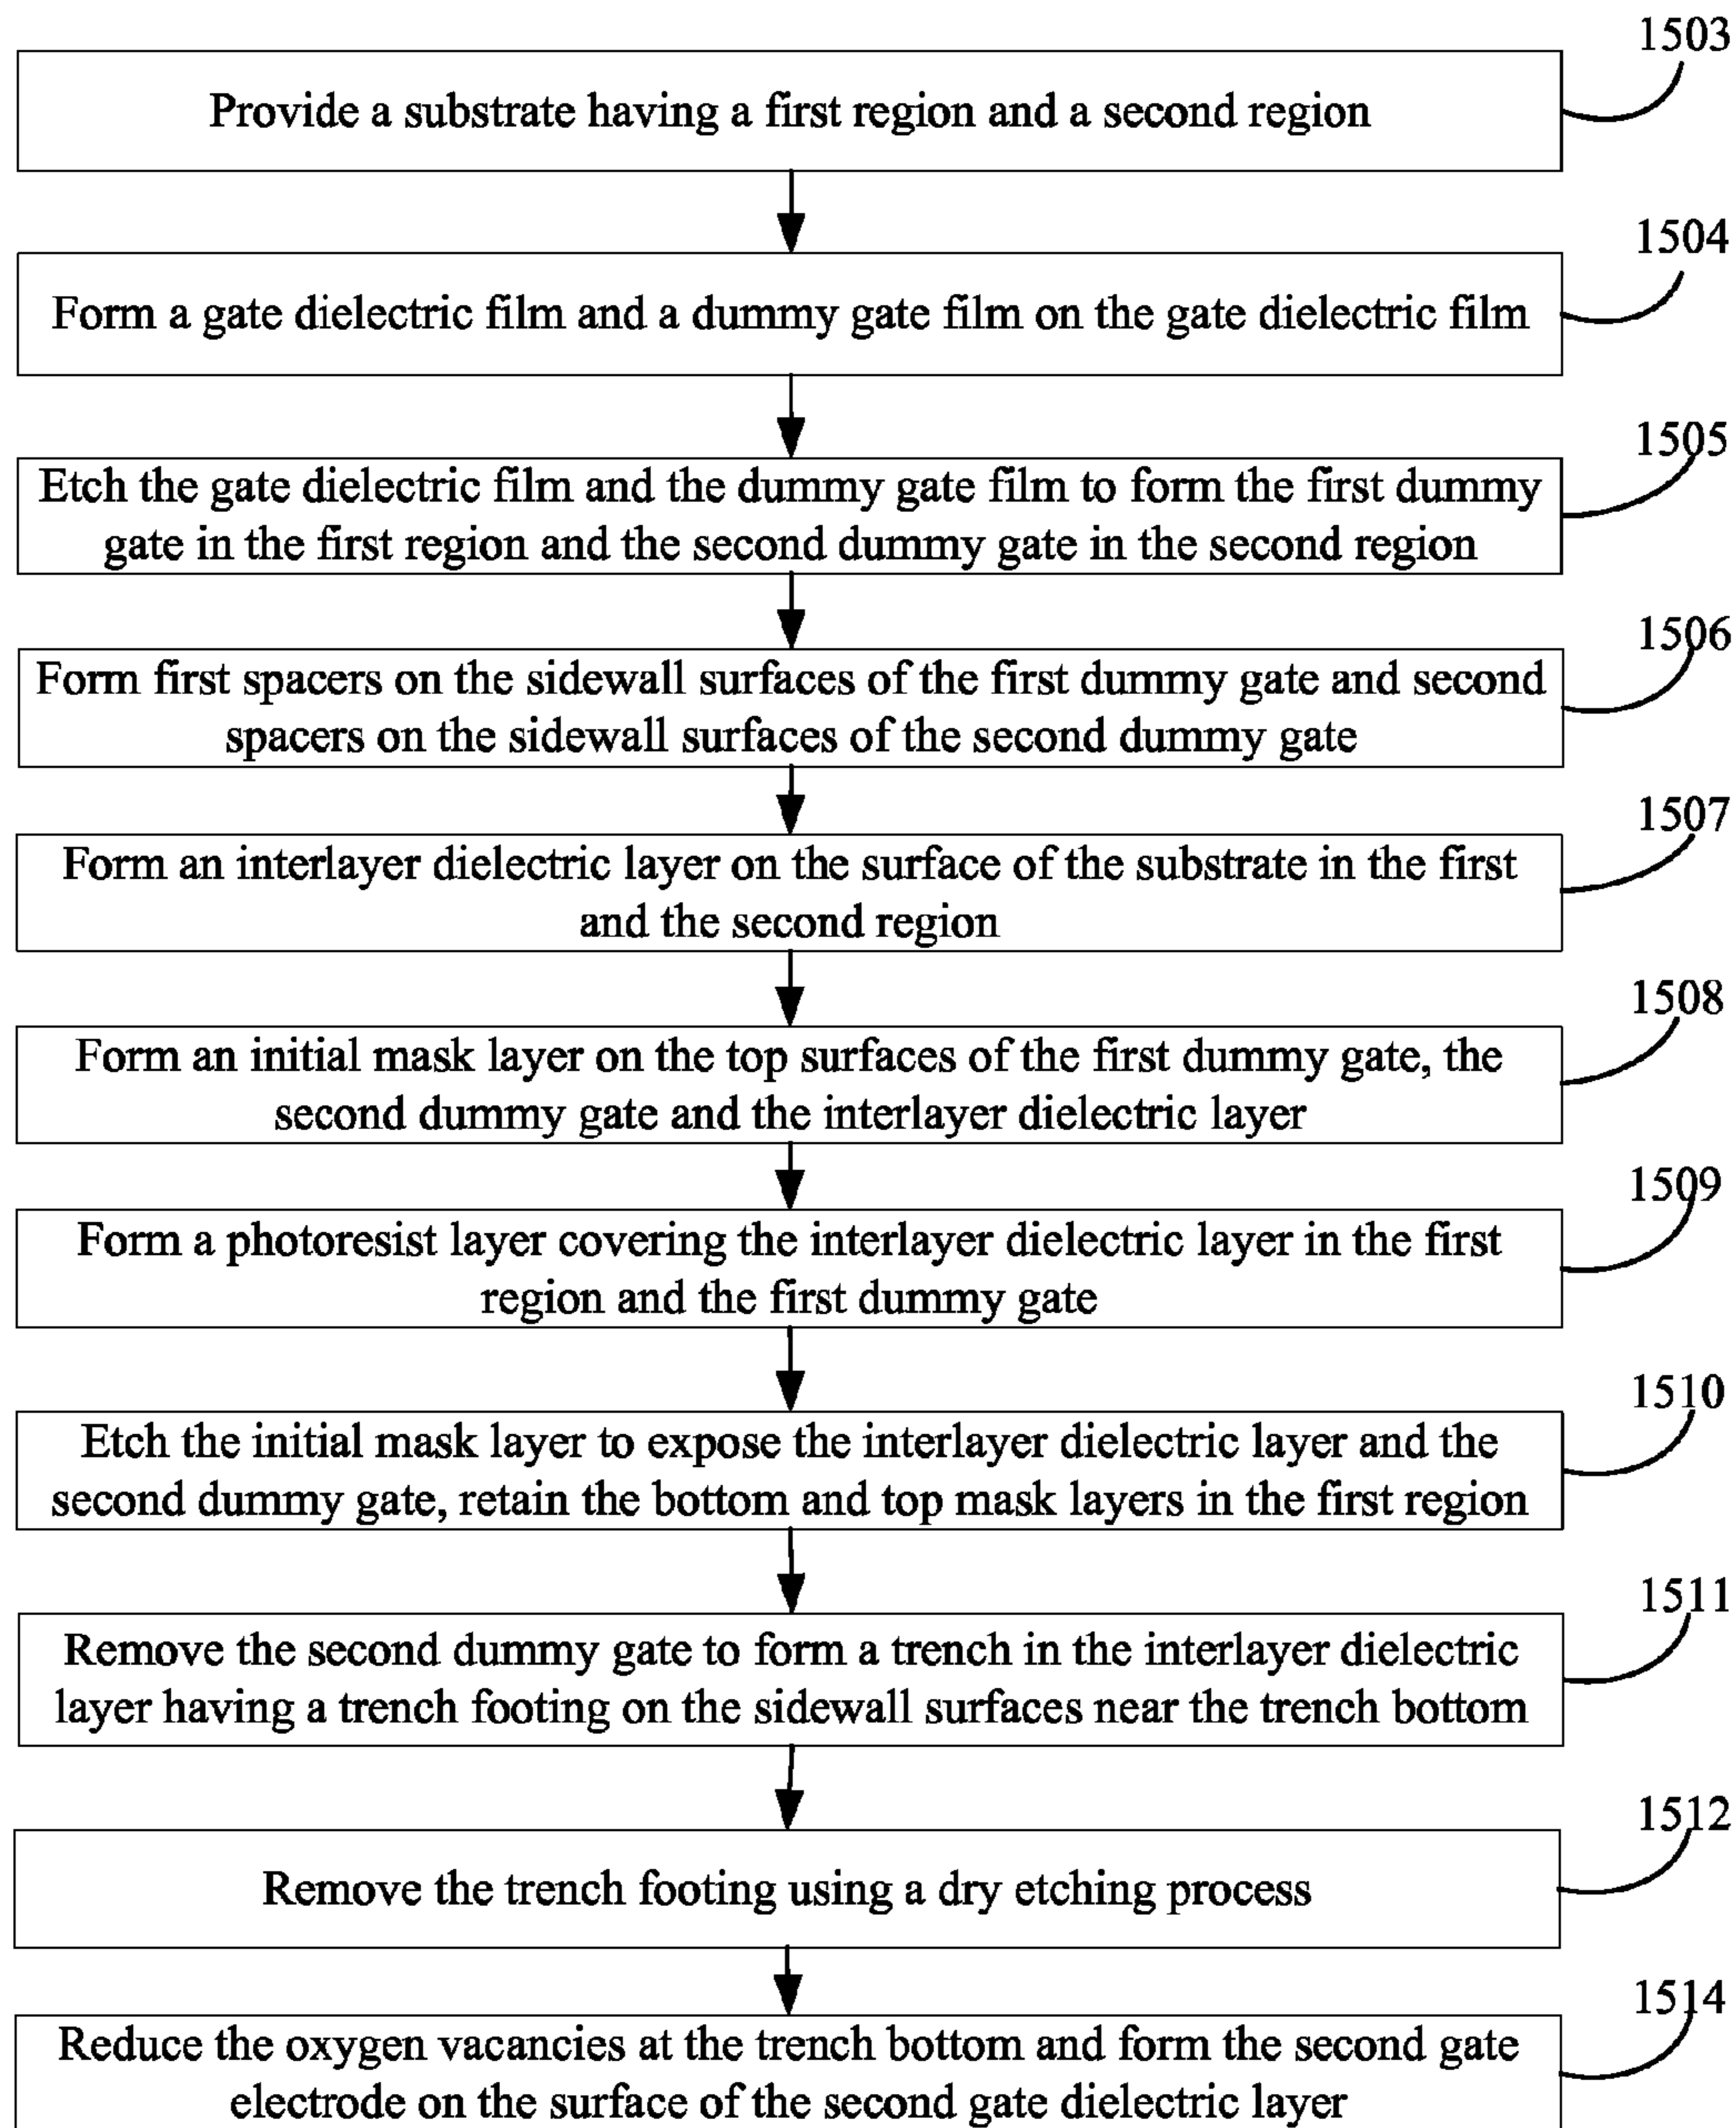 1503
Provide a substrate having a first region and a second region
1504
Form a gate dielectric film and a dummy gate film on the gate dielectric film
1505
Etch the gate dielectric film and the dummy gate film to form the first dummy
gate in the first region and the second dummy gate in the second region
1506
Form first spacers on the sidewall surfaces of the first dummy gate and second
spacers on the sidewall surfaces of the second dummy gate
1507
Form an interlayer dielectric layer on the surface of the substrate in the first
and the second region
1508
Form an initial mask layer on the top surfaces of the first dummy gate, the
second dummy gate and the interlayer dielectric layer
1509
Form a photoresist layer covering the interlayer dielectric layer in the first
region and the first dummy gate
1510
Etch the initial mask layer to expose the interlayer dielectric layer and the
second dummy gate, retain the bottom and top mask layers in the first region
1511
Remove the second dummy gate to form a trench in the interlayer dielectric
layer having a trench footing on the sidewall surfaces near the trench bottom
1512
Remove the trench footing using a dry etching process
1514
Reduce the oxygen vacancies at the trench bottom and form the second gate
electrode on the surface of the second gate dielectric layer